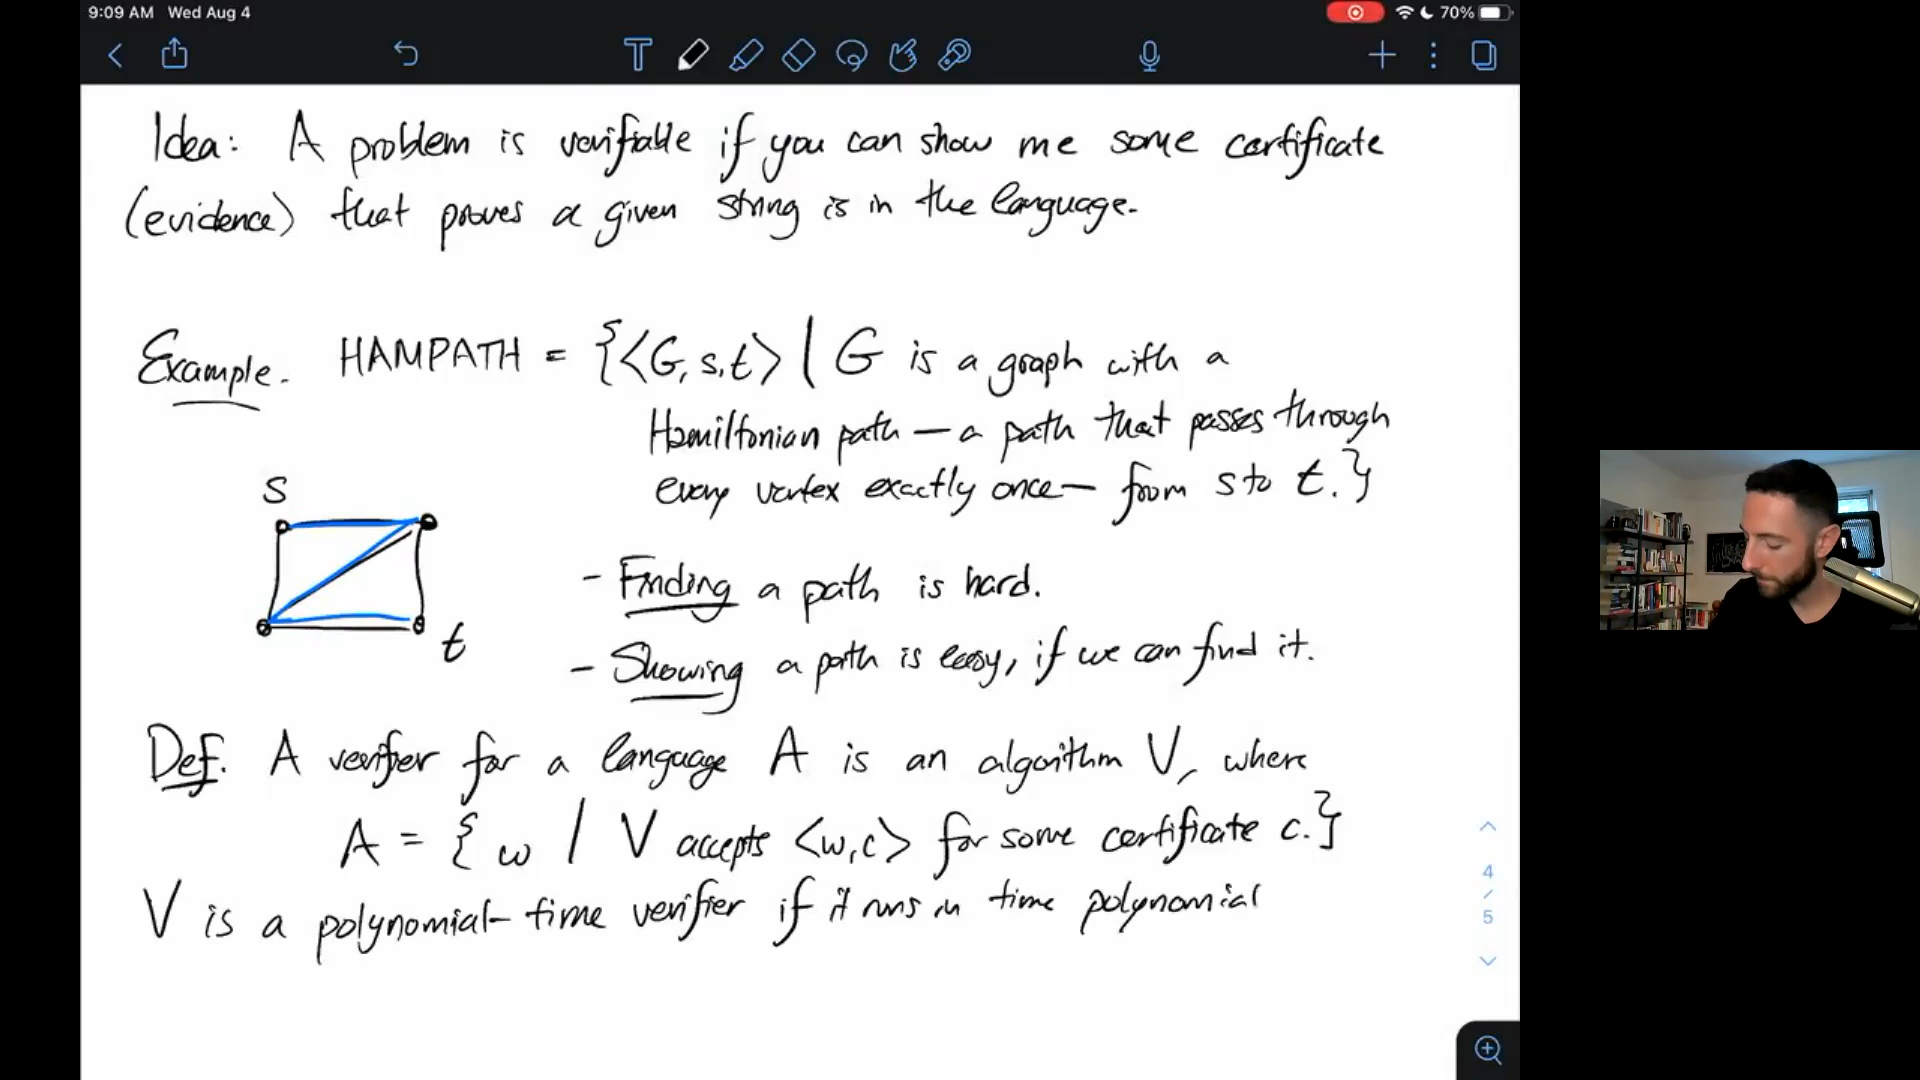 9:09 AM Wed Aug 4
70%
Idea: A problem is verifiable if you can show me some certificate
(evidence) that proves a given string is in the language.
Example. HAMPATH = {<G, s, t> | G is a graph with a
Hamiltonian path — a path that passes through
every vertex exactly once — from s to t.}
s
t
- Finding a path is hard.
- Showing a path is easy, if we can find it.
Def. A verifier for a language A is an algorithm V, where
A = { w | V accepts <w, c> for some certificate c.}
V is a polynomial-time verifier if it runs in time polynomial
4
/
5